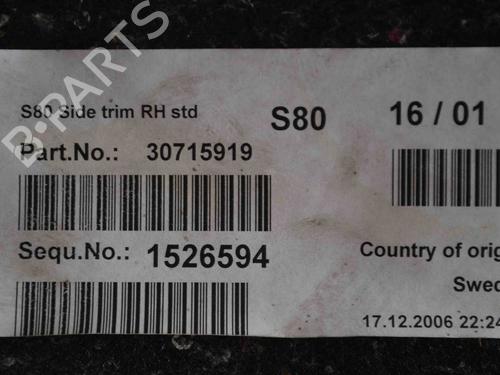 S80 Side trim RH std
S80
16 / 01
Part.No.: 30715919
Sequ.No.: 1526594
Country of orig
Swed
17.12.2006 22:24
B-PARTS